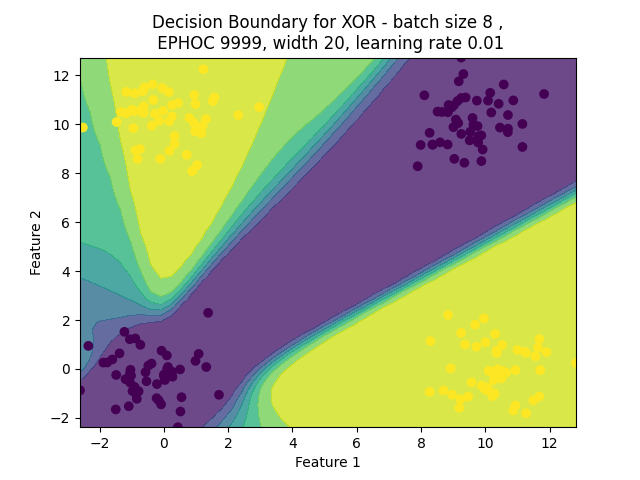 Decision Boundary for XOR - batch size 8 ,
EPHOC 9999, width 20, learning rate 0.01
12
10
8
6
4
2
0
−2
Feature 2
−2 0 2 4 6 8 10 12
Feature 1